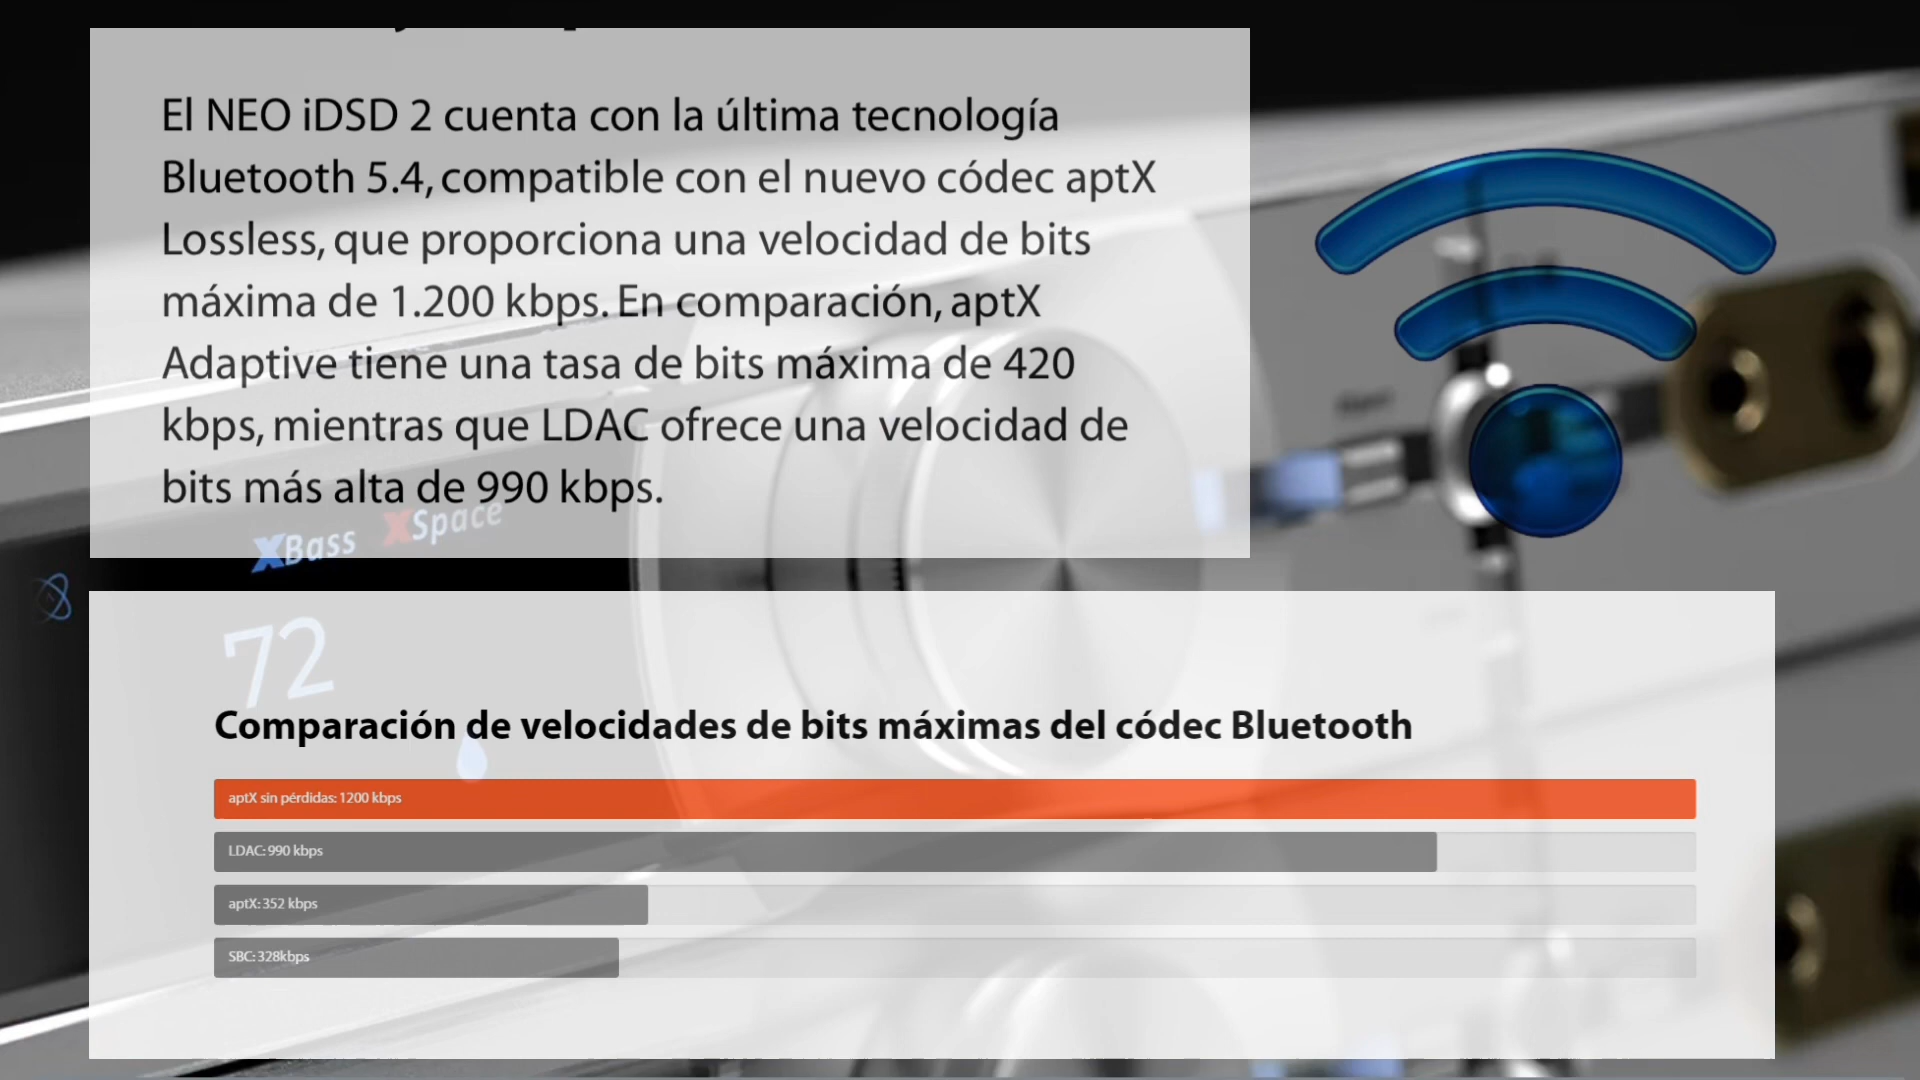 El NEO iDSD 2 cuenta con la última tecnología
Bluetooth 5.4, compatible con el nuevo códec aptX
Lossless, que proporciona una velocidad de bits
máxima de 1.200 kbps. En comparación, aptX
Adaptive tiene una tasa de bits máxima de 420
kbps, mientras que LDAC ofrece una velocidad de
bits más alta de 990 kbps.
XBass XSpace
72
Comparación de velocidades de bits máximas del códec Bluetooth
aptX sin pérdidas: 1200 kbps
LDAC: 990 kbps
aptX: 352 kbps
SBC: 328kbps